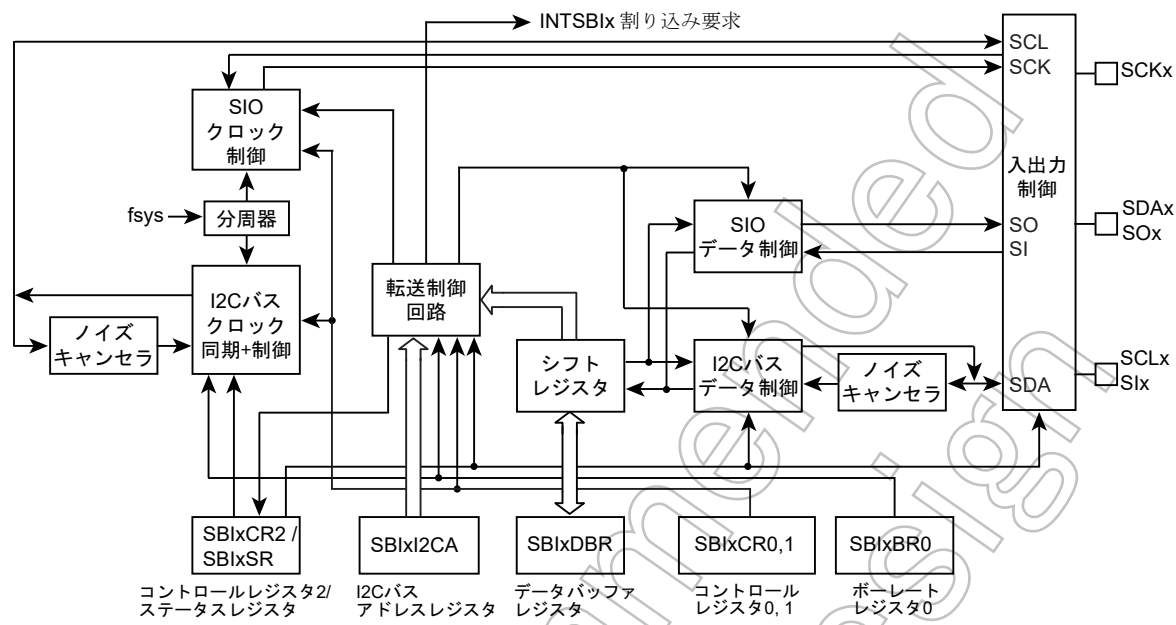 INTSBIx 割り込み要求
SCL
SCK
SCKx
SIO
クロック
制御
入出力
制御
fsys
分周器
SIO
データ制御
SO
SI
SDAx
SOx
I2Cバス
クロック
同期+制御
転送制御
回路
ノイズ
キャンセラ
シフト
レジスタ
I2Cバス
データ制御
ノイズ
キャンセラ
SDA
SCLx
SIx
SBIxCR2 /
SBIxSR
SBIxI2CA
SBIxDBR
SBIxCR0,1
SBIxBR0
コントロールレジスタ2/
ステータスレジスタ
I2Cバス
アドレスレジスタ
データバッファ
レジスタ
コントロール
レジスタ0, 1
ボーレート
レジスタ0
mended
esign